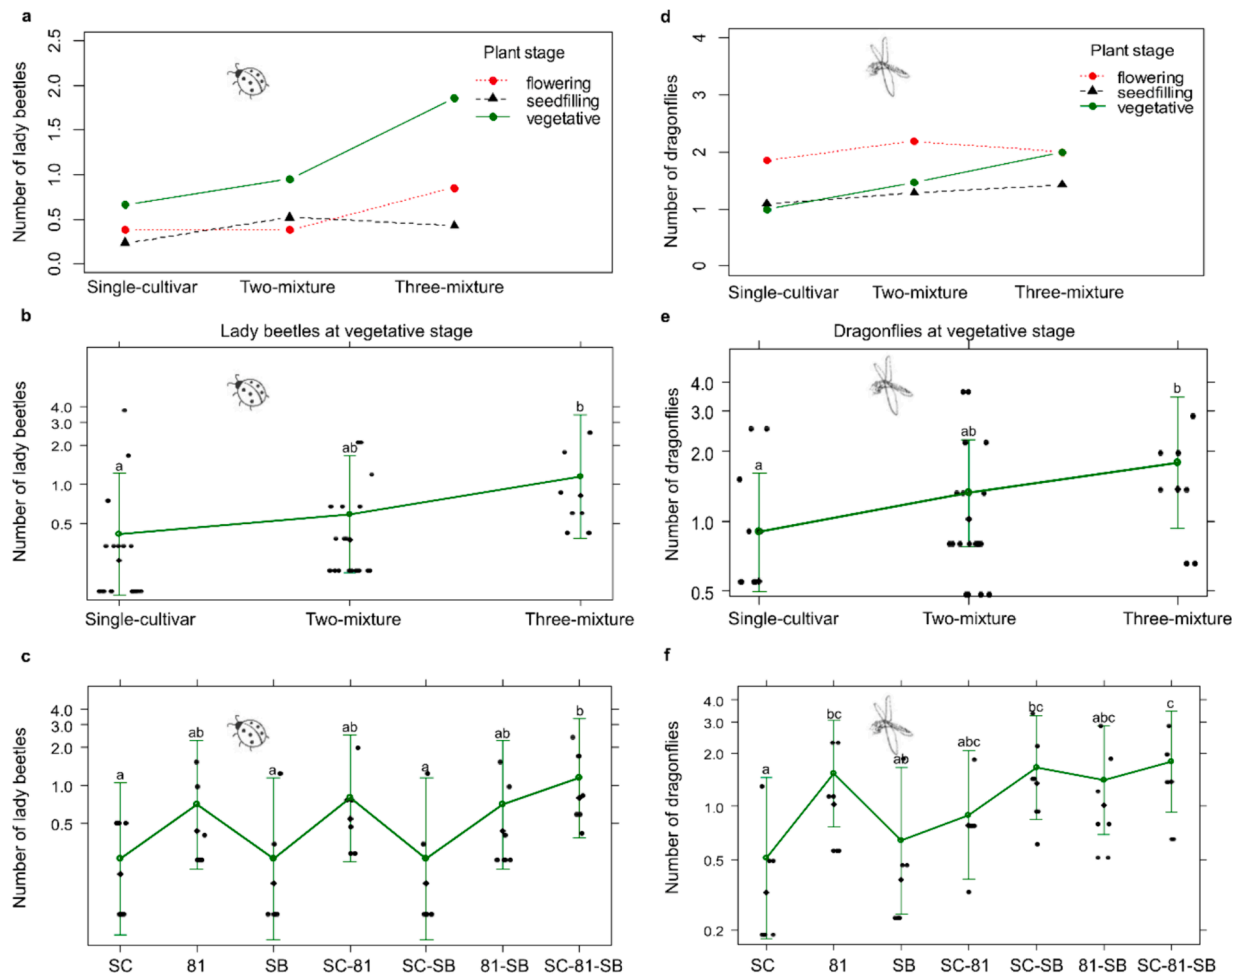 a
Number of lady beetles
2.5
2.0
1.5
1.0
0.5
0.0
Plant stage
flowering
seedfilling
vegetative
Single-cultivar Two-mixture Three-mixture
d
Number of dragonflies
4
3
2
1
0
Plant stage
flowering
seedfilling
vegetative
Single-cultivar Two-mixture Three-mixture
b
Lady beetles at vegetative stage
Number of lady beetles
4.0
3.0
2.0
1.0
0.5
a
ab
b
Single-cultivar Two-mixture Three-mixture
e
Dragonflies at vegetative stage
Number of dragonflies
4.0
3.0
2.0
1.0
0.5
a
ab
b
Single-cultivar Two-mixture Three-mixture
c
Number of lady beetles
4.0
2.0
1.0
0.5
a ab a ab a ab b
SC 81 SB SC-81 SC-SB 81-SB SC-81-SB
f
Number of dragonflies
4.0
3.0
2.0
1.0
0.5
0.2
a bc ab abc bc abc c
SC 81 SB SC-81 SC-SB 81-SB SC-81-SB